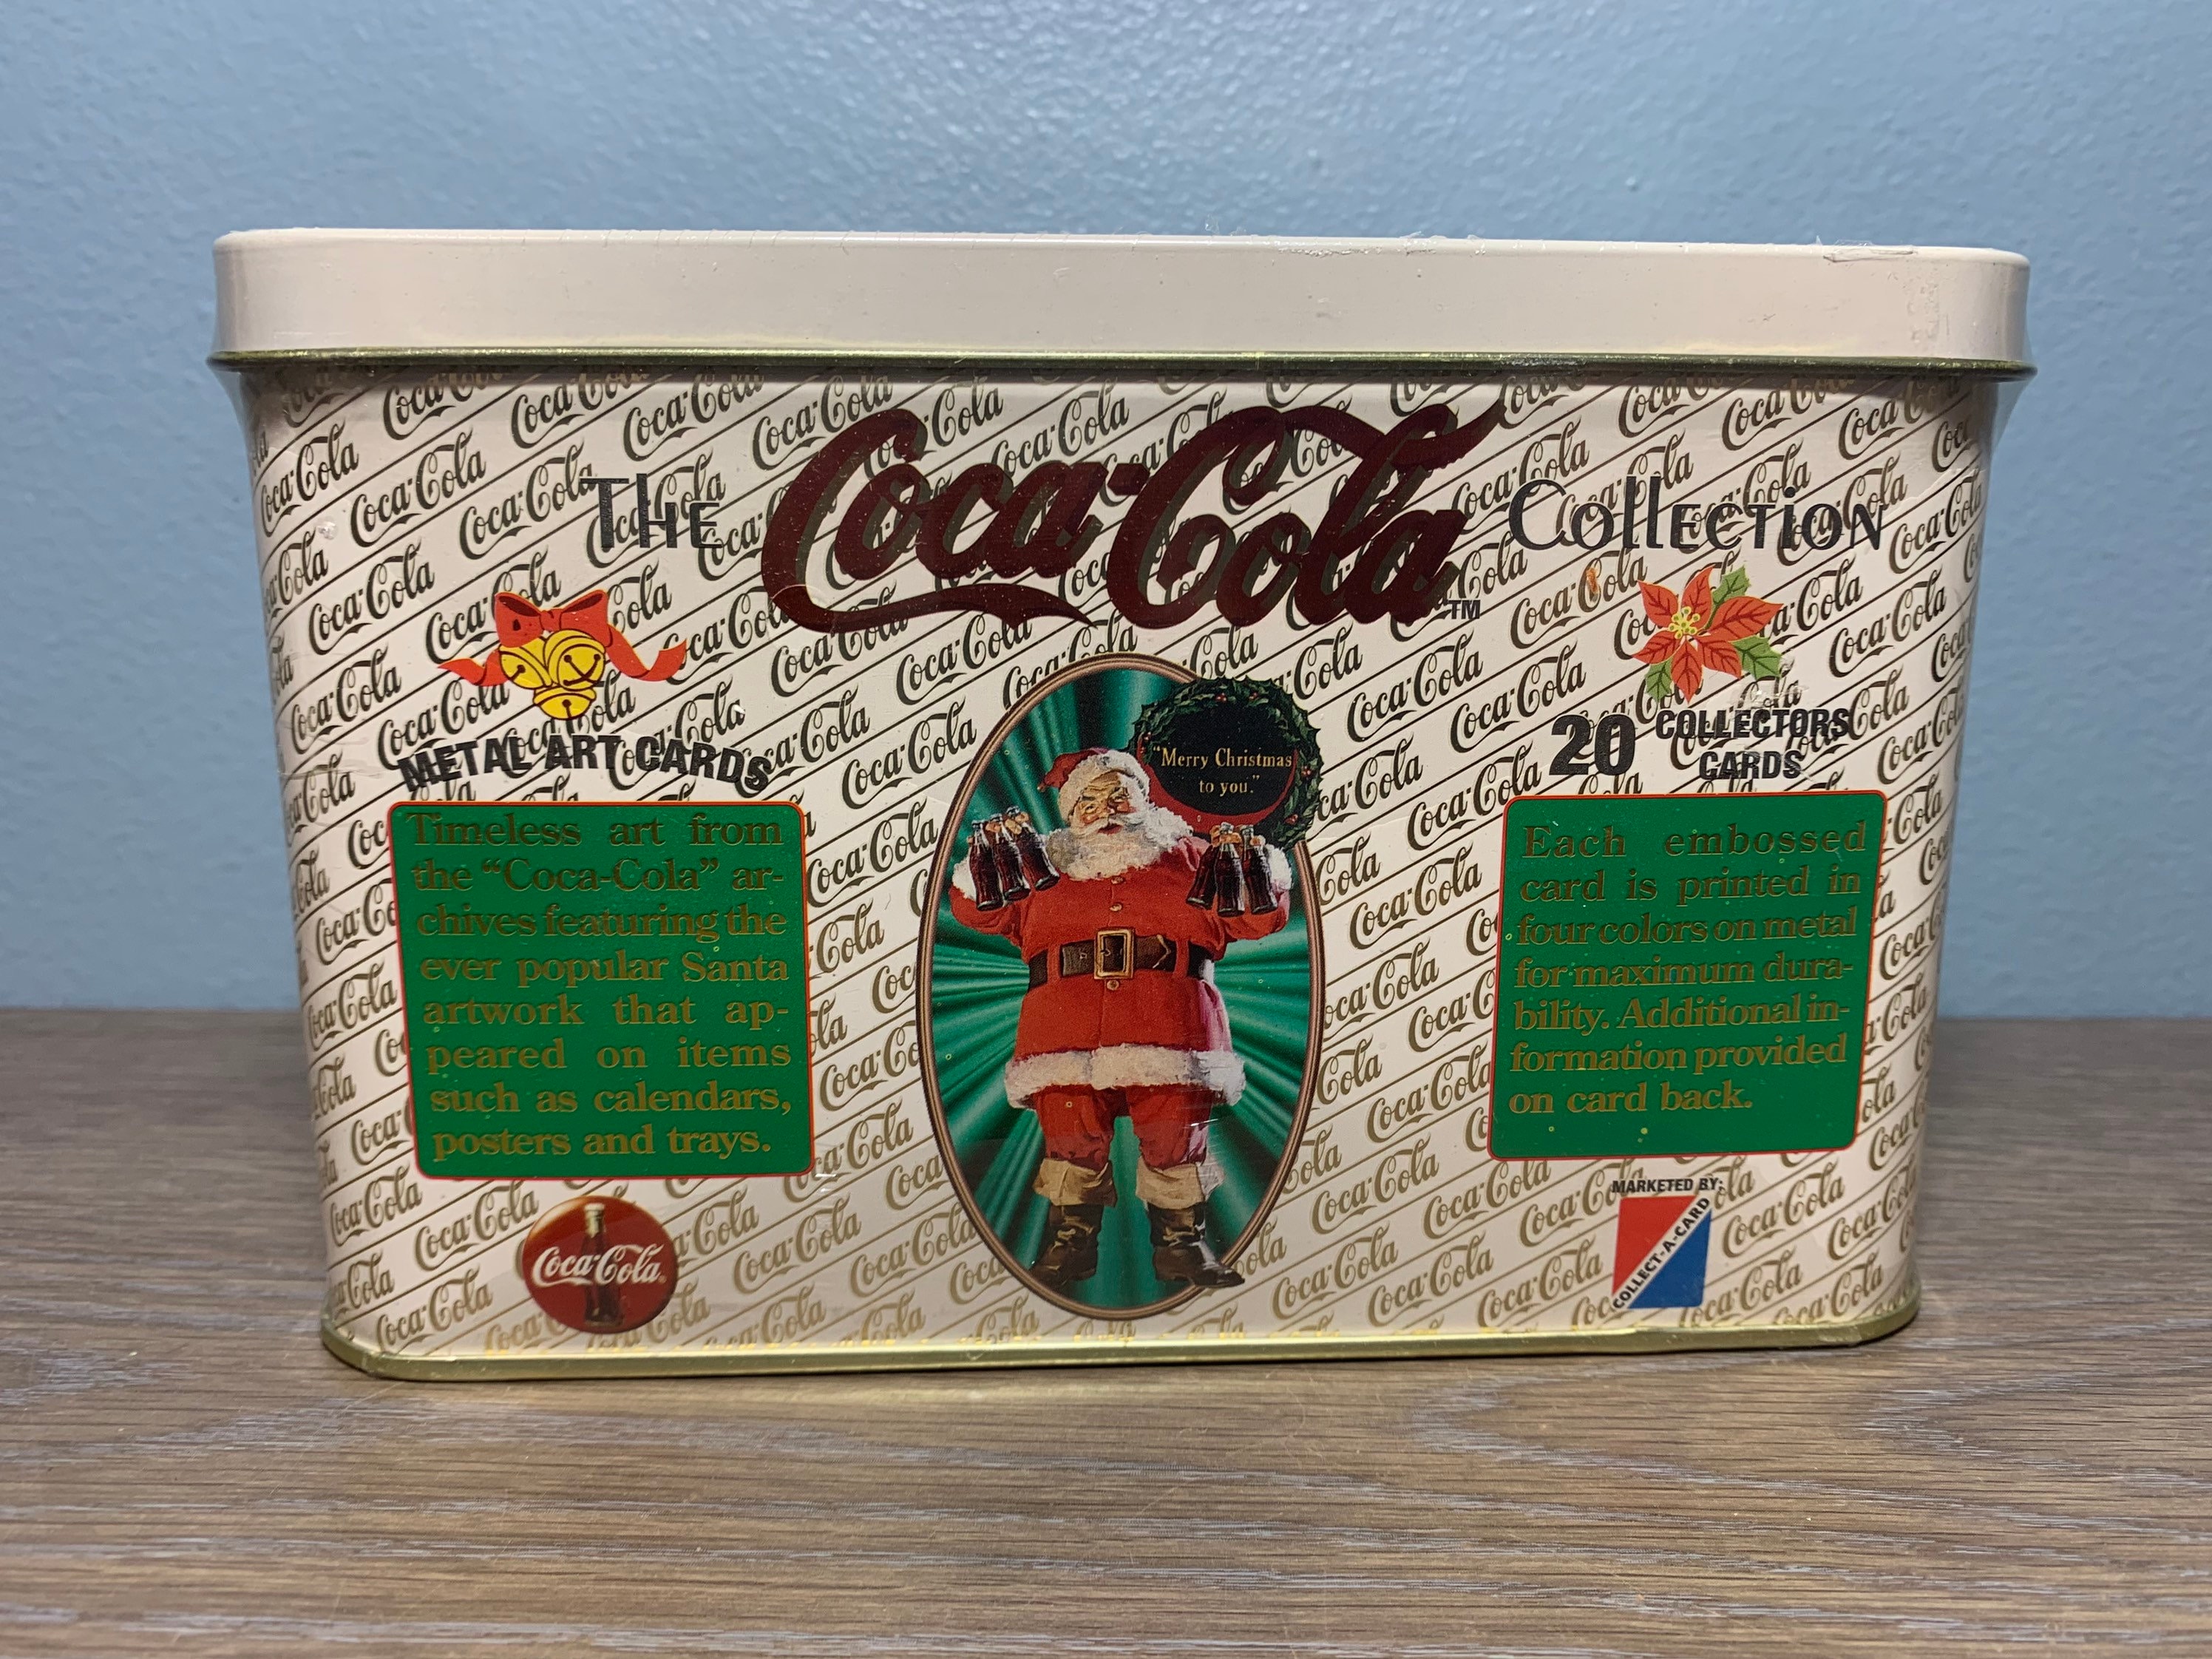 The Coca-Cola Collection
TM
METAL ART CARDS
20 COLLECTORS
CARDS
"Merry Christmas
to you."
Timeless art from
the "Coca-Cola" ar-
chives featuring the
ever popular Santa
artwork that ap-
peared on items
such as calendars,
posters and trays.
Each embossed
card is printed in
four colors on metal
for maximum dura-
bility. Additional in-
formation provided
on card back.
Coca-Cola
MARKETED BY:
COLLECT-A-CARD